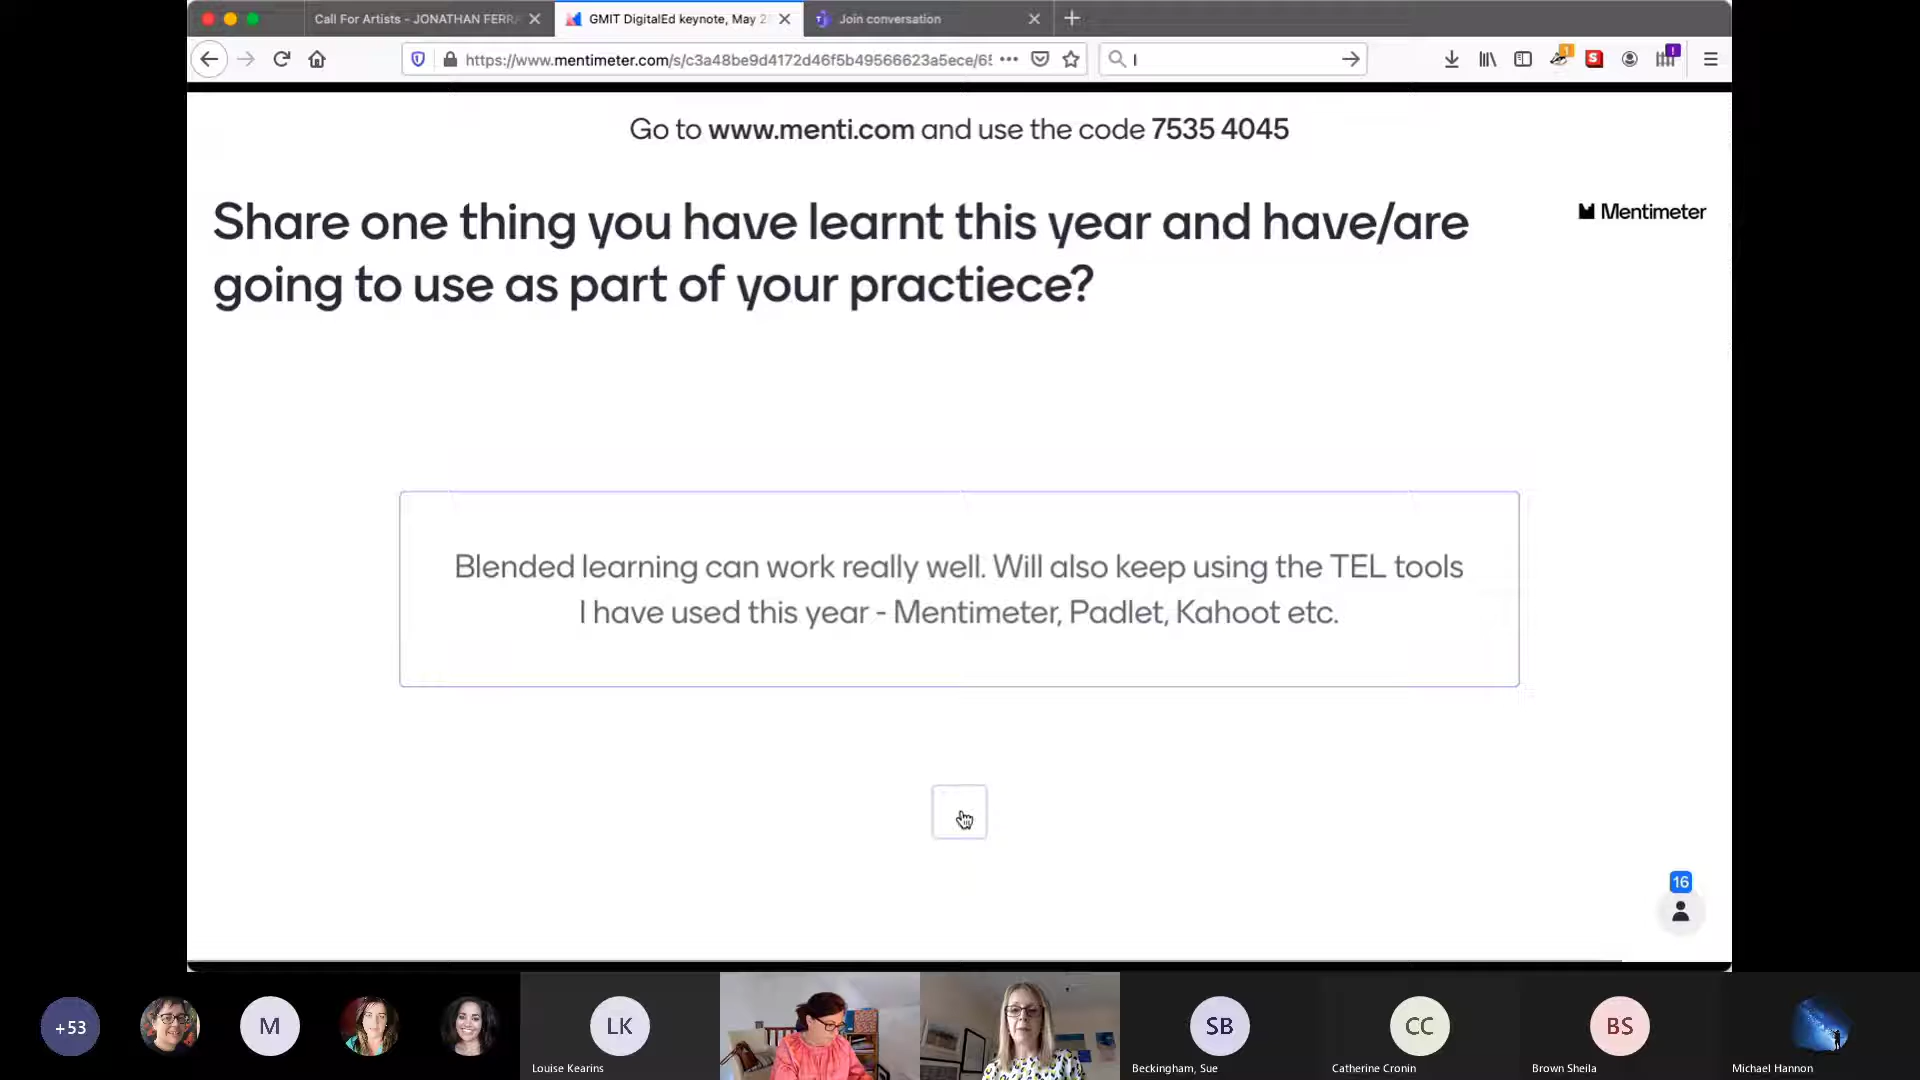 Call For Artists - JONATHAN FERRA
GMIT DigitalEd keynote, May 2
Join conversation
https://www.mentimeter.com/s/c3a48be9d4172d46f5b49566623a5ece/65
I
1
S
!
Go to www.menti.com and use the code 7535 4045
Share one thing you have learnt this year and have/are
going to use as part of your practiece?
Mentimeter
Blended learning can work really well. Will also keep using the TEL tools
I have used this year - Mentimeter, Padlet, Kahoot etc.
16
+53
M
LK
SB
CC
BS
Louise Kearins
Beckingham, Sue
Catherine Cronin
Brown Sheila
Michael Hannon